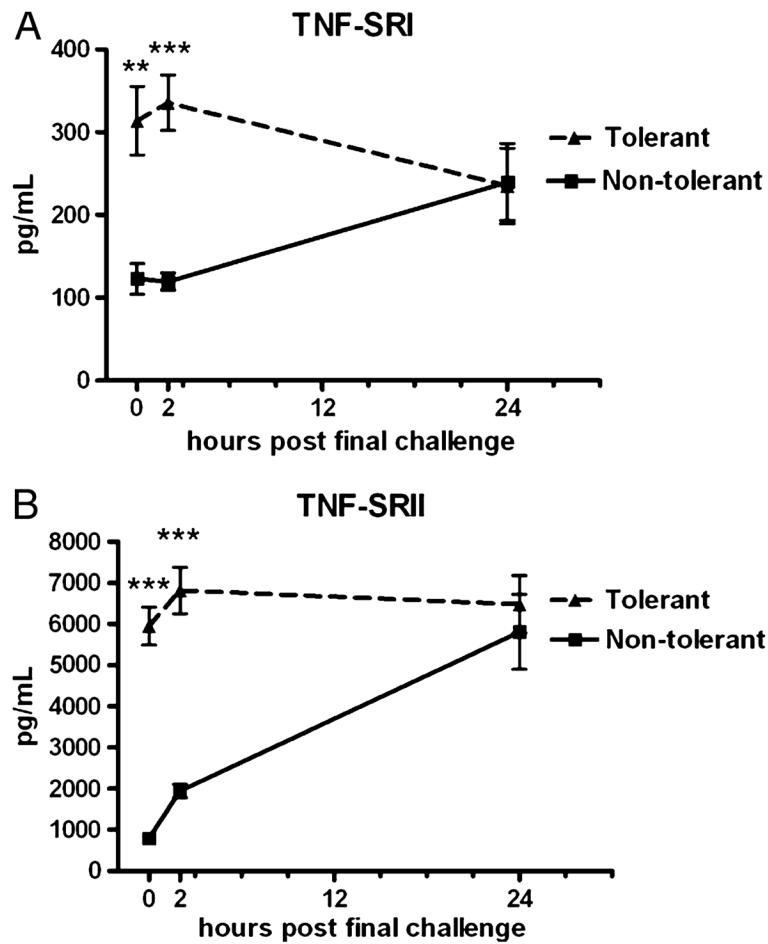 A
TNF-SRI
400
300
200
100
0
pg/mL
**
***
Tolerant
Non-tolerant
0 2 12 24
hours post final challenge
B
TNF-SRII
8000
7000
6000
5000
4000
3000
2000
1000
0
pg/mL
***
***
Tolerant
Non-tolerant
0 2 12 24
hours post final challenge